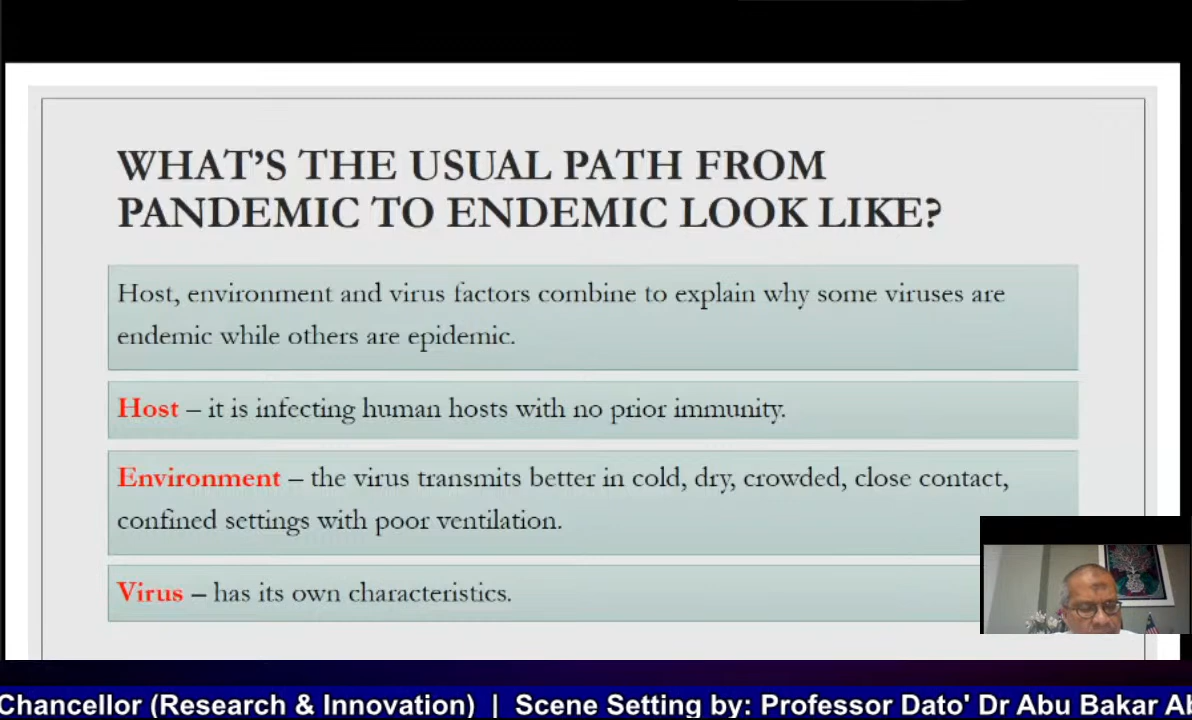 WHAT'S THE USUAL PATH FROM
PANDEMIC TO ENDEMIC LOOK LIKE?
Host, environment and virus factors combine to explain why some viruses are
endemic while others are epidemic.
Host – it is infecting human hosts with no prior immunity.
Environment – the virus transmits better in cold, dry, crowded, close contact,
confined settings with poor ventilation.
Virus – has its own characteristics.
Chancellor (Research & Innovation) | Scene Setting by: Professor Dato' Dr Abu Bakar Ab